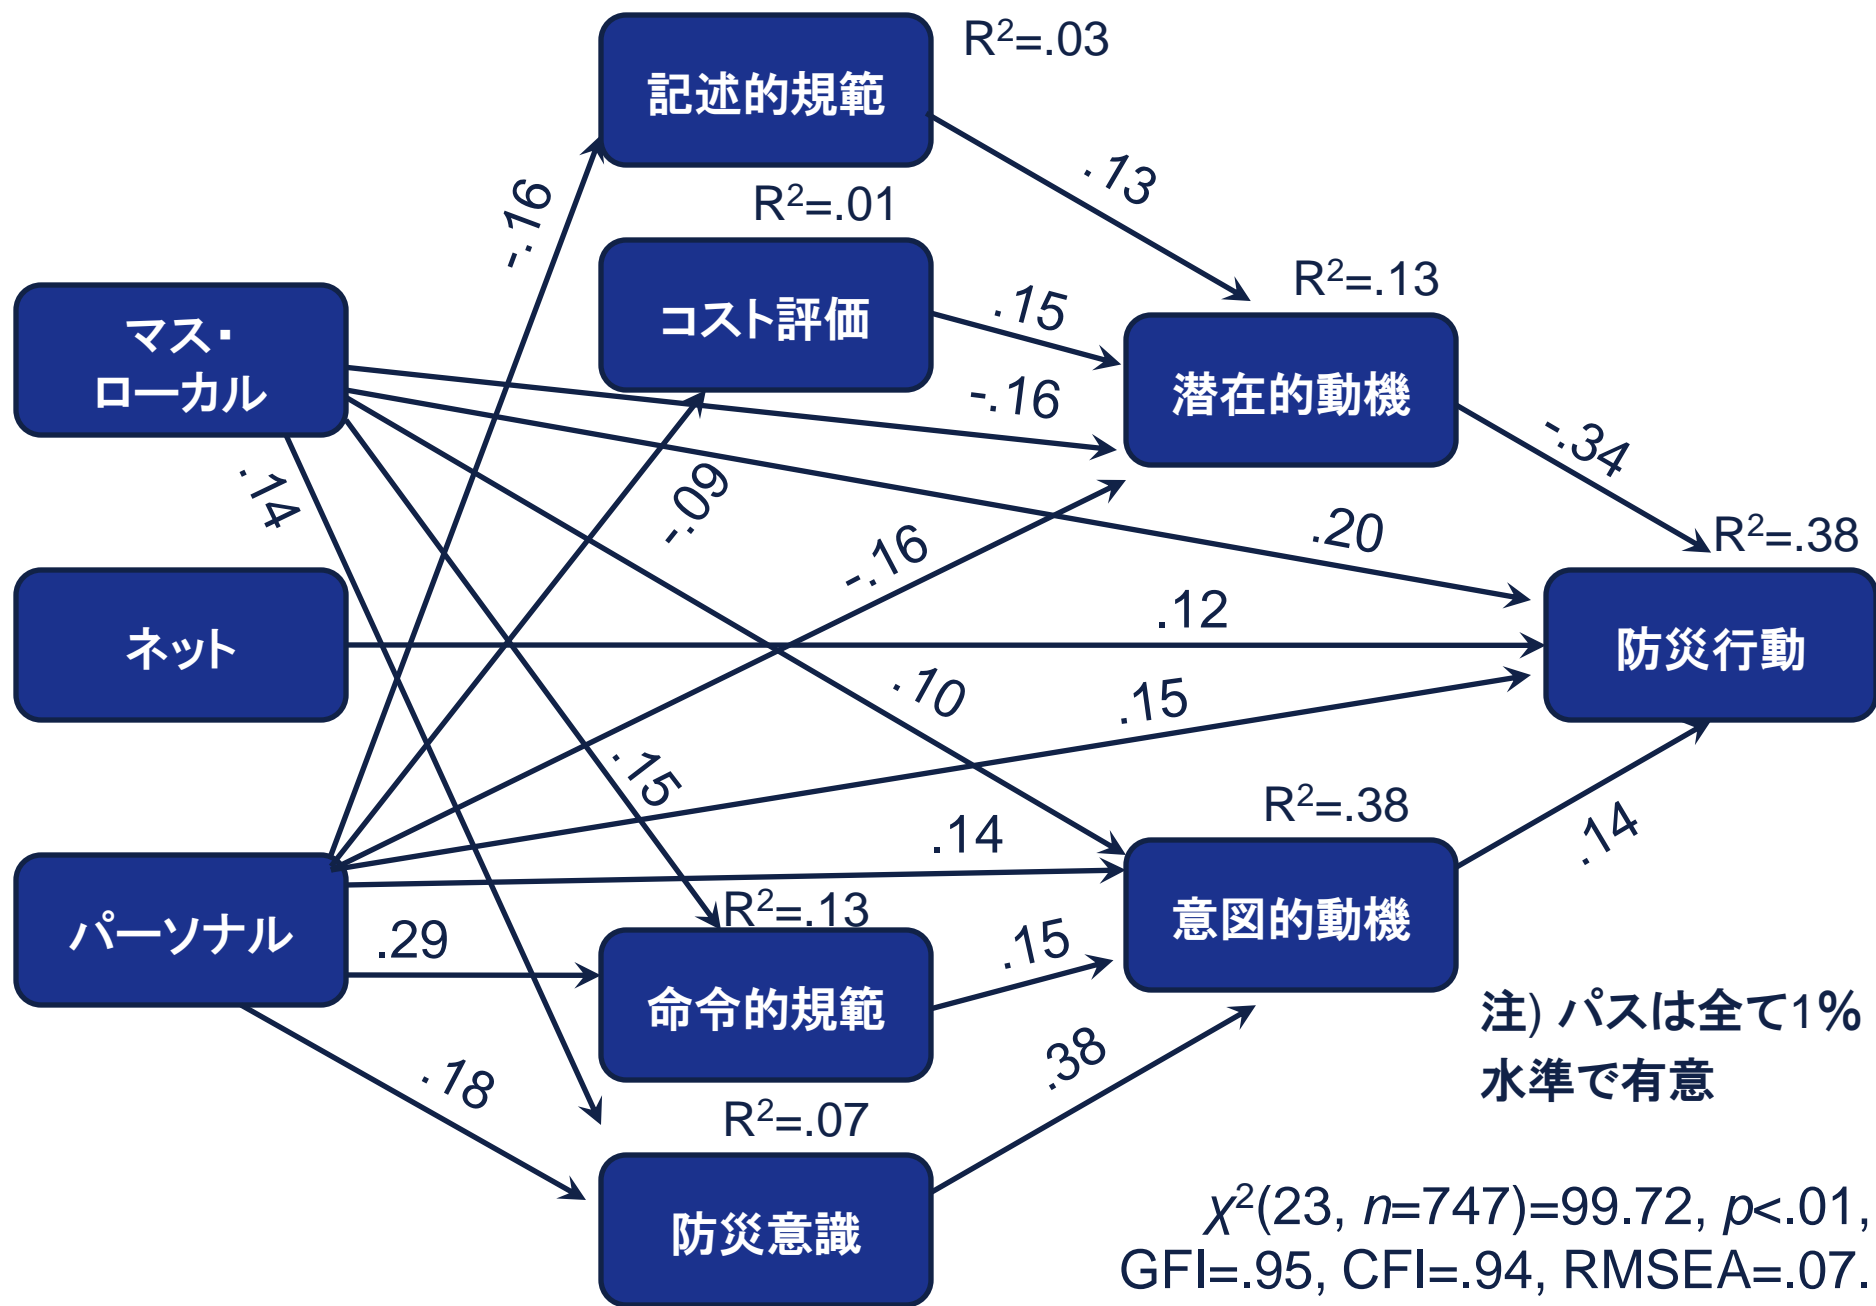 R²=.03
記述的規範
.13
-.16
R²=.01
コスト評価
.15
R²=.13
マス・
ローカル
-.16
潜在的動機
-.34
.14
-.09
-.16
.20
R²=.38
ネット
.12
防災行動
.10
.15
.15
R²=.38
.14
.14
パーソナル
.29
R²=.13
命令的規範
.15
意図的動機
注) パスは全て1%
水準で有意
.18
.38
R²=.07
防災意識
χ²(23, n=747)=99.72, p<.01,
GFI=.95, CFI=.94, RMSEA=.07.